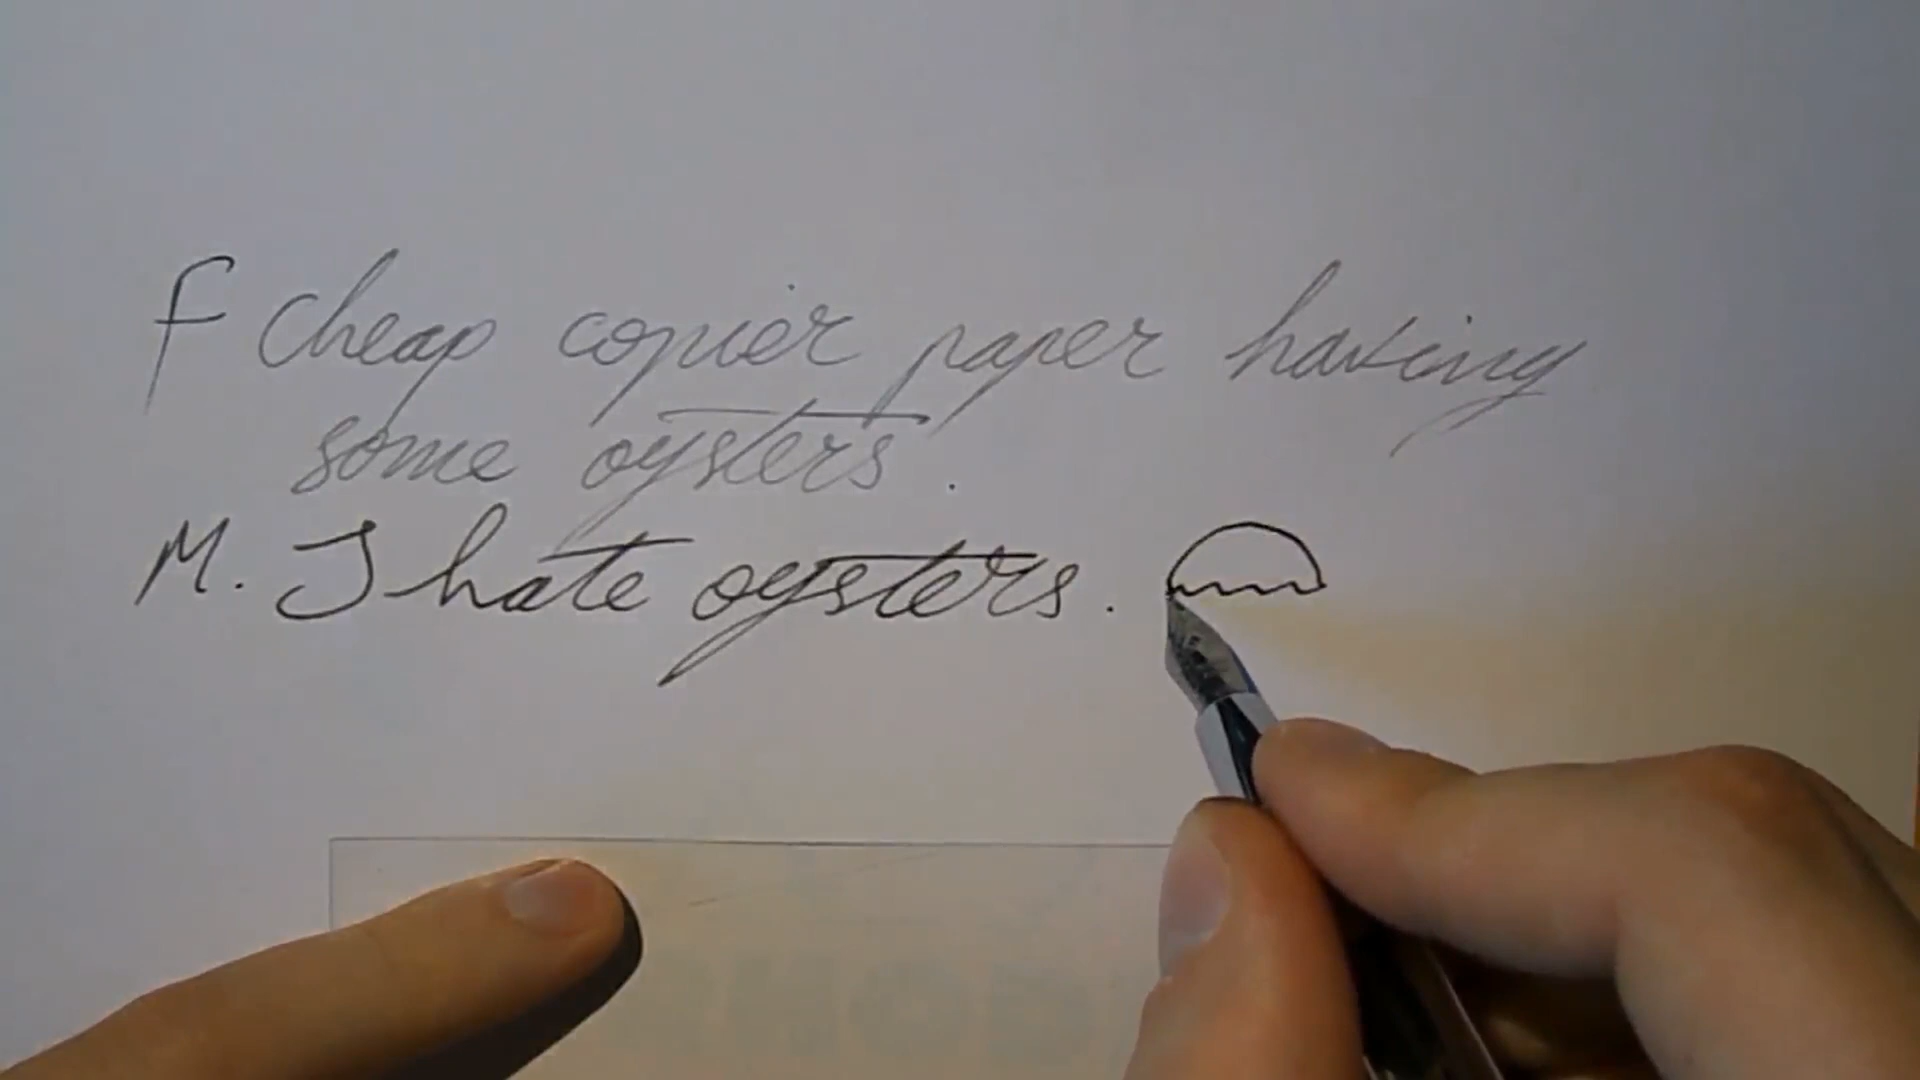 F Cheap copier paper having
some oysters.
M. I hate oysters.